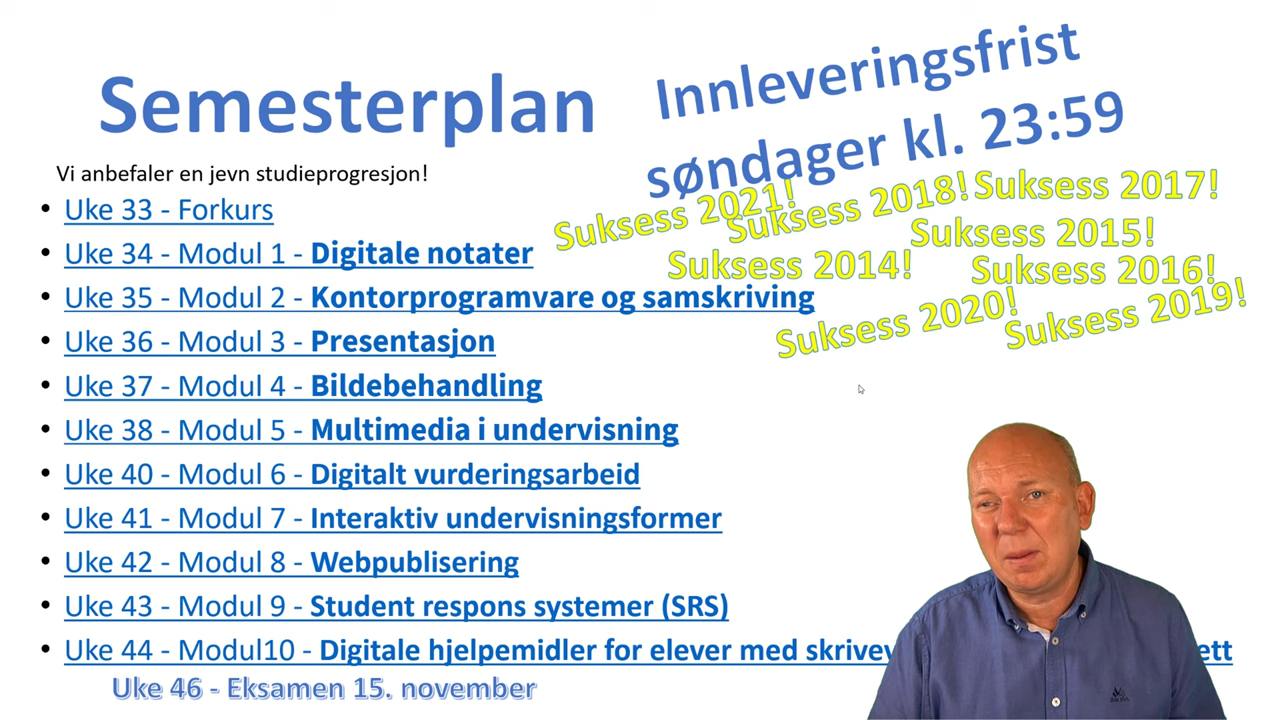 Semesterplan
Innleveringsfrist
søndager kl. 23:59
Vi anbefaler en jevn studieprogresjon!
• Uke 33 - Forkurs
• Uke 34 - Modul 1 - Digitale notater
• Uke 35 - Modul 2 - Kontorprogramvare og samskriving
• Uke 36 - Modul 3 - Presentasjon
• Uke 37 - Modul 4 - Bildebehandling
• Uke 38 - Modul 5 - Multimedia i undervisning
• Uke 40 - Modul 6 - Digitalt vurderingsarbeid
• Uke 41 - Modul 7 - Interaktiv undervisningsformer
• Uke 42 - Modul 8 - Webpublisering
• Uke 43 - Modul 9 - Student respons systemer (SRS)
• Uke 44 - Modul10 - Digitale hjelpemidler for elever med
Uke 46 - Eksamen 15. november
Suksess 2021!
Suksess 2018!
Suksess 2017!
Suksess 2015!
Suksess 2014!
Suksess 2016!
Suksess 2020!
Suksess 2019!